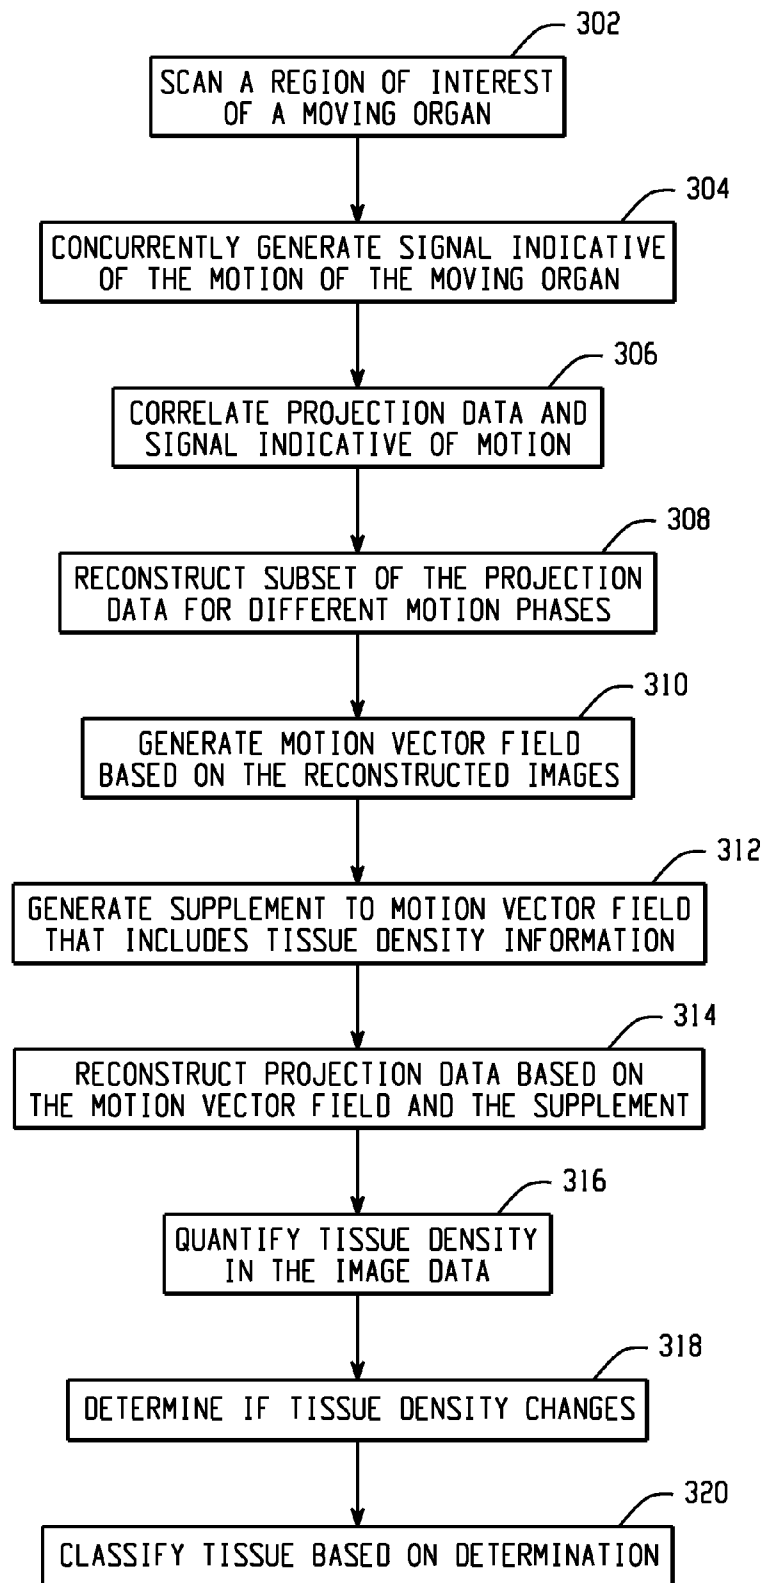 302
SCAN A REGION OF INTEREST
OF A MOVING ORGAN
304
CONCURRENTLY GENERATE SIGNAL INDICATIVE
OF THE MOTION OF THE MOVING ORGAN
306
CORRELATE PROJECTION DATA AND
SIGNAL INDICATIVE OF MOTION
308
RECONSTRUCT SUBSET OF THE PROJECTION
DATA FOR DIFFERENT MOTION PHASES
310
GENERATE MOTION VECTOR FIELD
BASED ON THE RECONSTRUCTED IMAGES
312
GENERATE SUPPLEMENT TO MOTION VECTOR FIELD
THAT INCLUDES TISSUE DENSITY INFORMATION
314
RECONSTRUCT PROJECTION DATA BASED ON
THE MOTION VECTOR FIELD AND THE SUPPLEMENT
316
QUANTIFY TISSUE DENSITY
IN THE IMAGE DATA
318
DETERMINE IF TISSUE DENSITY CHANGES
320
CLASSIFY TISSUE BASED ON DETERMINATION